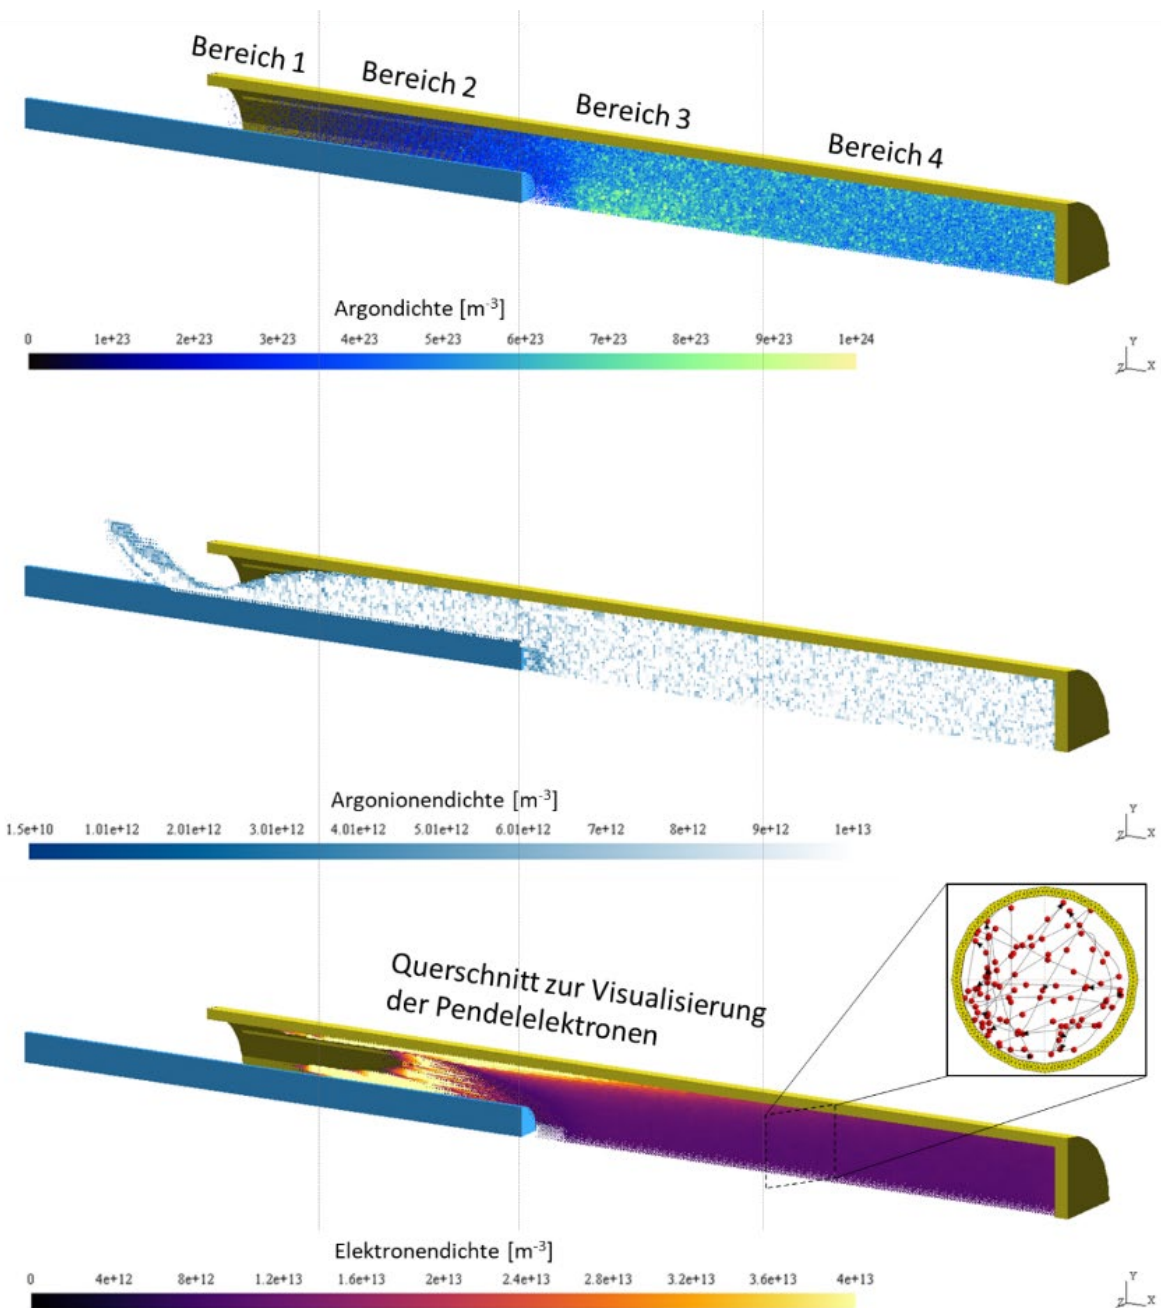 Bereich 1
Bereich 2
Bereich 3
Bereich 4
Argondichte [m⁻³]
0 1e+23 2e+23 3e+23 4e+23 5e+23 6e+23 7e+23 8e+23 9e+23 1e+24
Y
Z X
Argonionendichte [m⁻³]
1.5e+10 1.01e+12 2.01e+12 3.01e+12 4.01e+12 5.01e+12 6.01e+12 7e+12 8e+12 9e+12 1e+13
Y
Z X
Querschnitt zur Visualisierung
der Pendelelektronen
Elektronendichte [m⁻³]
0 4e+12 8e+12 1.2e+13 1.6e+13 2e+13 2.4e+13 2.8e+13 3.2e+13 3.6e+13 4e+13
Y
Z X